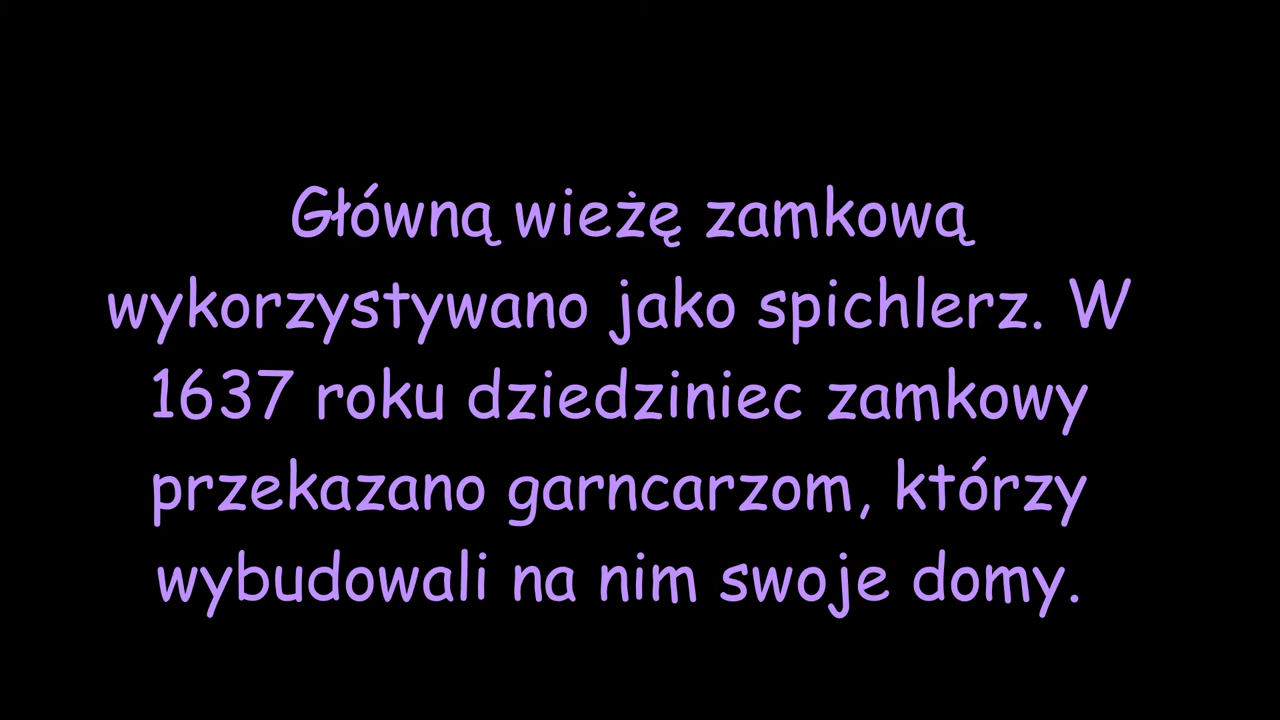 Główną wieżę zamkową
wykorzystywano jako spichlerz. W
1637 roku dziedziniec zamkowy
przekazano garncarzom, którzy
wybudowali na nim swoje domy.